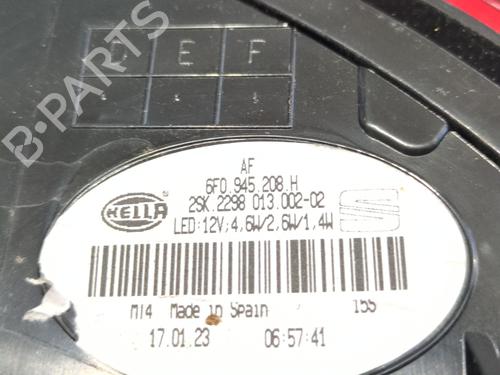 D E F
B-PARTS
AF
6F0.945.208.H
2SK.2298 013.002-02
HELLA
LED:12V;4,6W/2,6W/1,4W
M14 Made in Spain 155
17.01.23 06:57:41